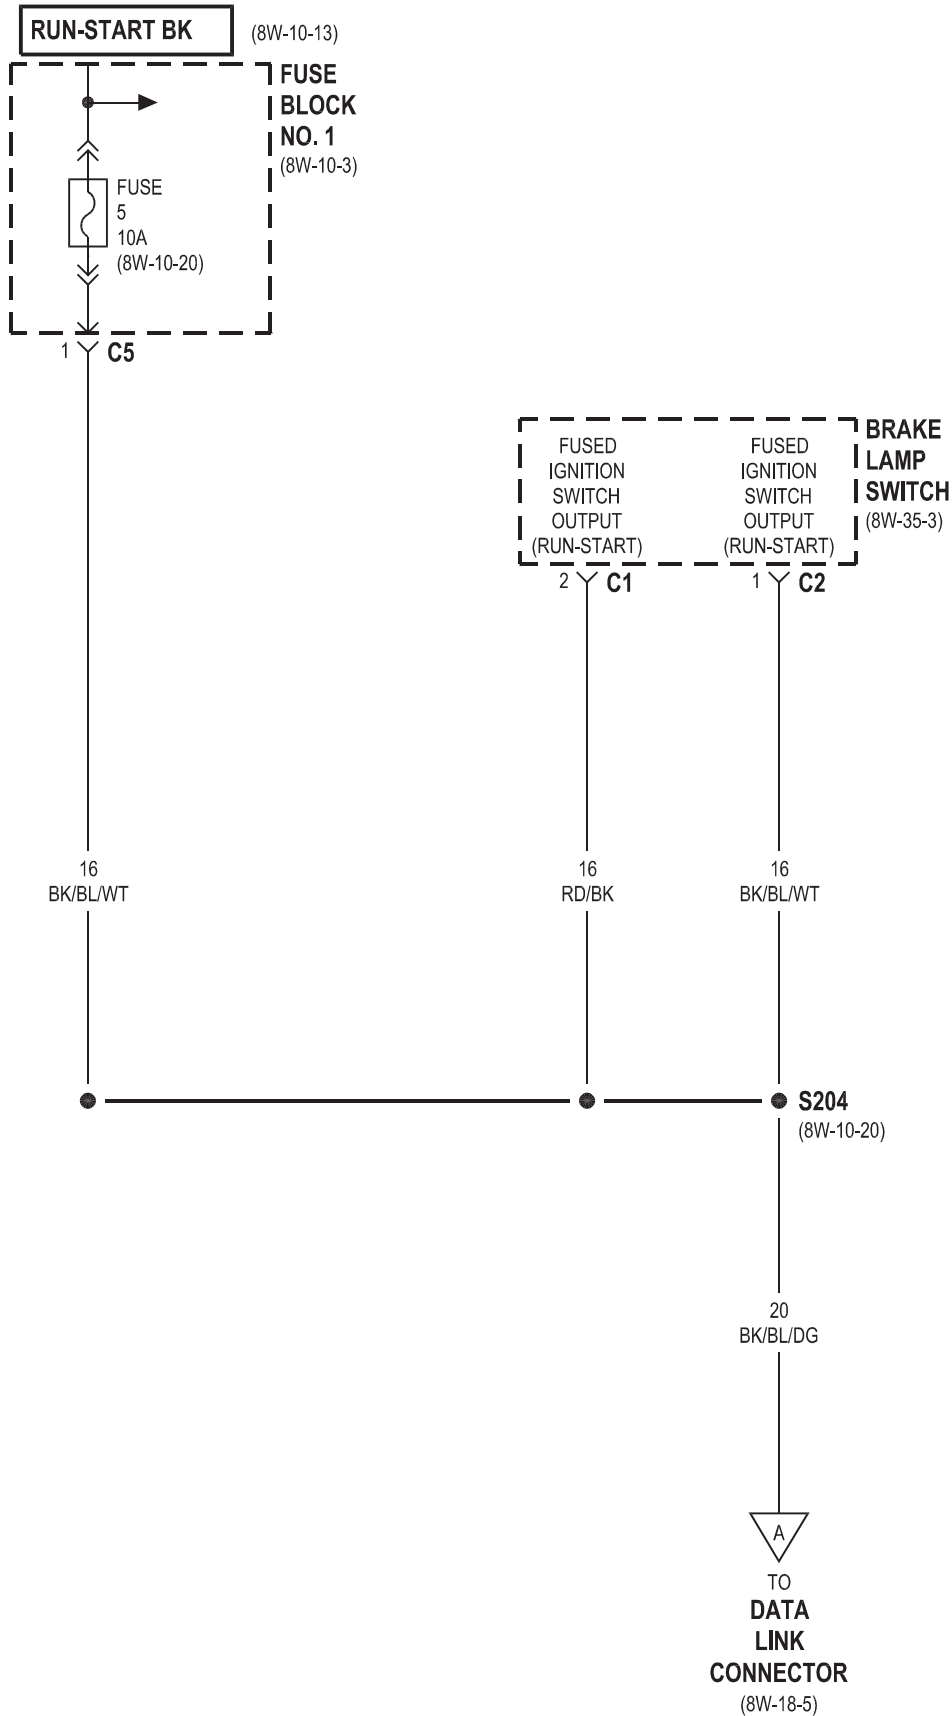 RUN-START BK (8W-10-13)
FUSE
BLOCK
NO. 1
(8W-10-3)
FUSE
5
10A
(8W-10-20)
1 C5
BRAKE
LAMP
SWITCH
(8W-35-3)
FUSED
IGNITION
SWITCH
OUTPUT
(RUN-START)
FUSED
IGNITION
SWITCH
OUTPUT
(RUN-START)
2 C1
1 C2
16
BK/BL/WT
16
RD/BK
16
BK/BL/WT
S204
(8W-10-20)
20
BK/BL/DG
A
TO
DATA
LINK
CONNECTOR
(8W-18-5)